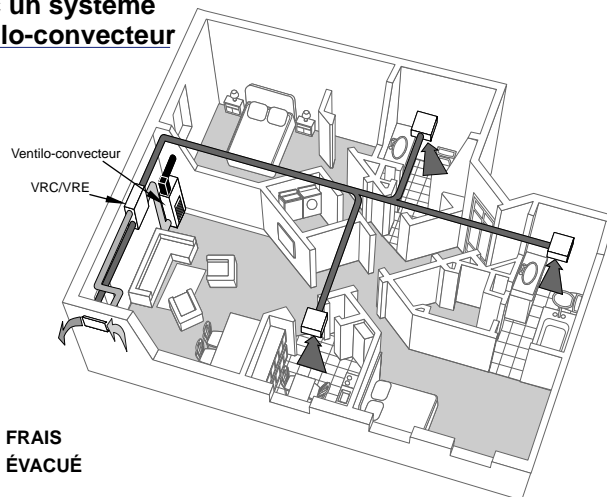 un système
lo-convecteur
Ventilo-convecteur
VRC/VRE
FRAIS
ÉVACUÉ